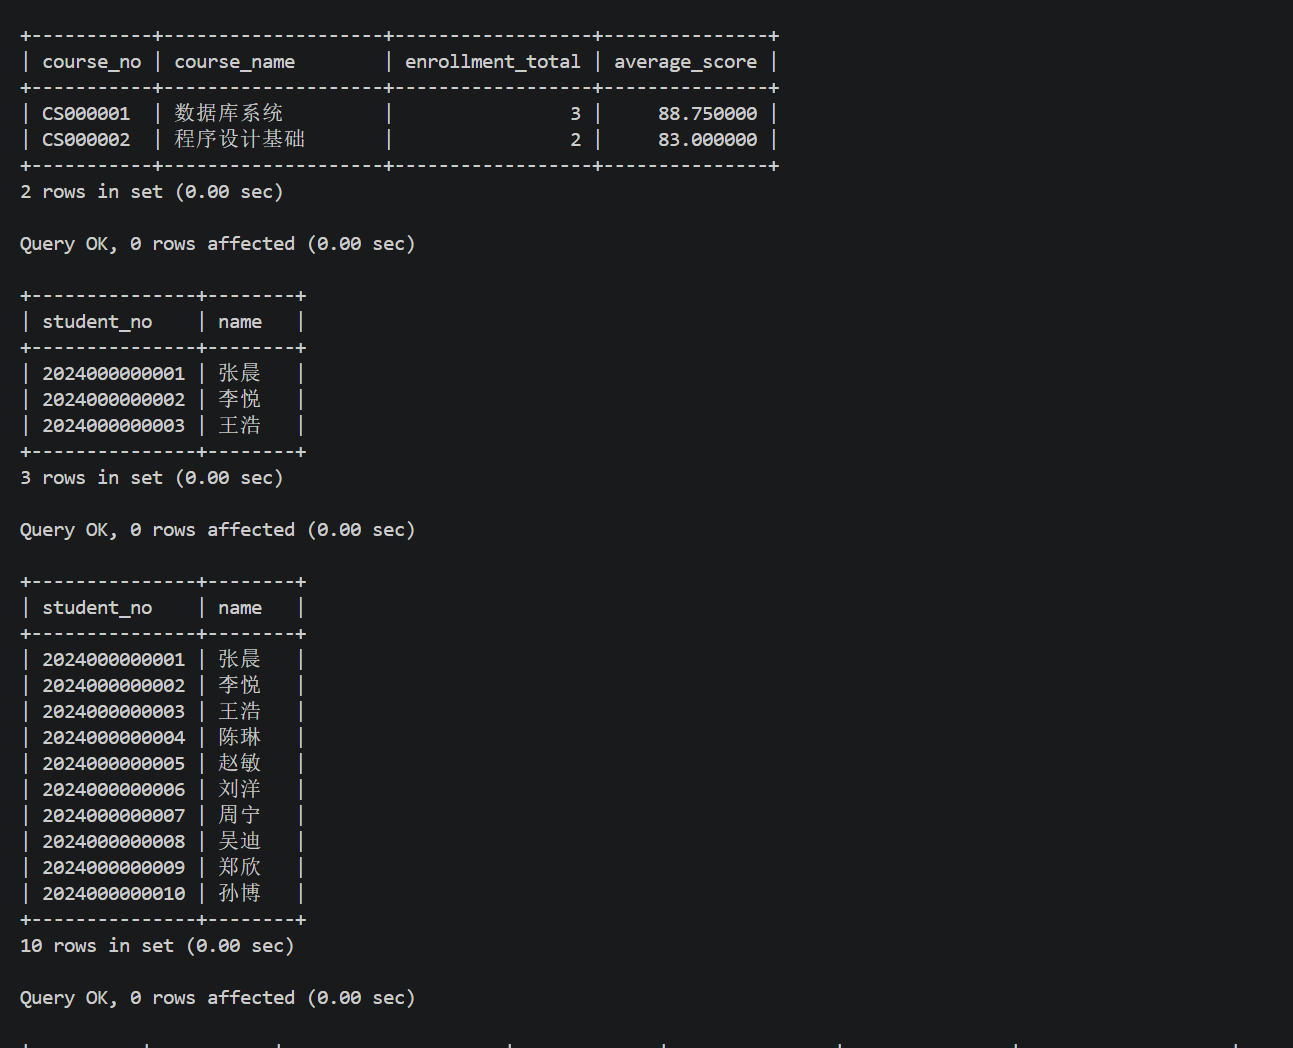 +-----------+--------------------+------------------+---------------+
| course_no | course_name        | enrollment_total | average_score |
+-----------+--------------------+------------------+---------------+
| CS000001  | 数据库系统         |                3 |     88.750000 |
| CS000002  | 程序设计基础       |                2 |     83.000000 |
+-----------+--------------------+------------------+---------------+
2 rows in set (0.00 sec)
Query OK, 0 rows affected (0.00 sec)
+---------------+--------+
| student_no    | name   |
+---------------+--------+
| 2024000000001 | 张晨   |
| 2024000000002 | 李悦   |
| 2024000000003 | 王浩   |
+---------------+--------+
3 rows in set (0.00 sec)
Query OK, 0 rows affected (0.00 sec)
+---------------+--------+
| student_no    | name   |
+---------------+--------+
| 2024000000001 | 张晨   |
| 2024000000002 | 李悦   |
| 2024000000003 | 王浩   |
| 2024000000004 | 陈琳   |
| 2024000000005 | 赵敏   |
| 2024000000006 | 刘洋   |
| 2024000000007 | 周宁   |
| 2024000000008 | 吴迪   |
| 2024000000009 | 郑欣   |
| 2024000000010 | 孙博   |
+---------------+--------+
10 rows in set (0.00 sec)
Query OK, 0 rows affected (0.00 sec)